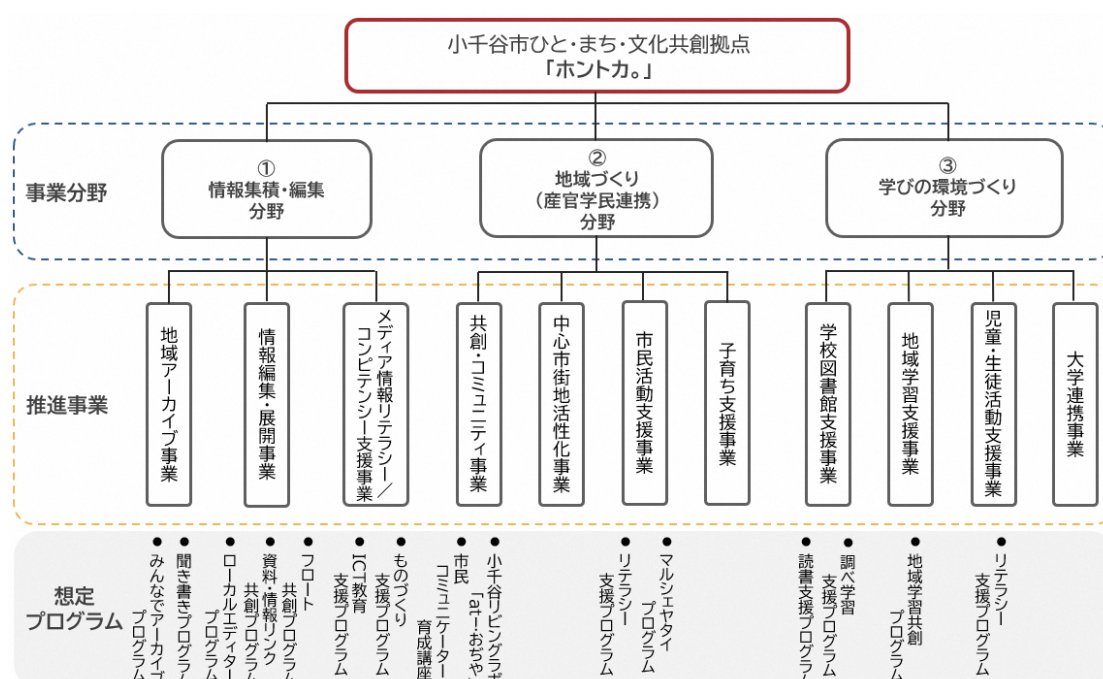 小千谷市ひと・まち・文化共創拠点
「ホントカ。」
事業分野
①
情報集積・編集
分野
②
地域づくり
（産官学民連携）
分野
③
学びの環境づくり
分野
推進事業
地域アーカイブ事業
情報編集・展開事業
メディア情報リテラシー／
コンピテンシー支援事業
共創・コミュニティ事業
中心市街地活性化事業
市民活動支援事業
子育ち支援事業
学校図書館支援事業
地域学習支援事業
児童・生徒活動支援事業
大学連携事業
想定
プログラム
●みんなでアーカイブ
プログラム
●聞き書きプログラム
●ローカルエディター
プログラム
●資料・情報リンク
共創プログラム
●フロート
共創プログラム
●ICT教育
支援プログラム
●ものづくり
支援プログラム
●市民
コミュニケーター
育成講座
●小千谷リビングラボ
「at!おぢや」
●リテラシー
支援プログラム
●マルシェヤタイ
プログラム
●読書支援プログラム
●調べ学習
支援プログラム
●地域学習共創
プログラム
●リテラシー
支援プログラム